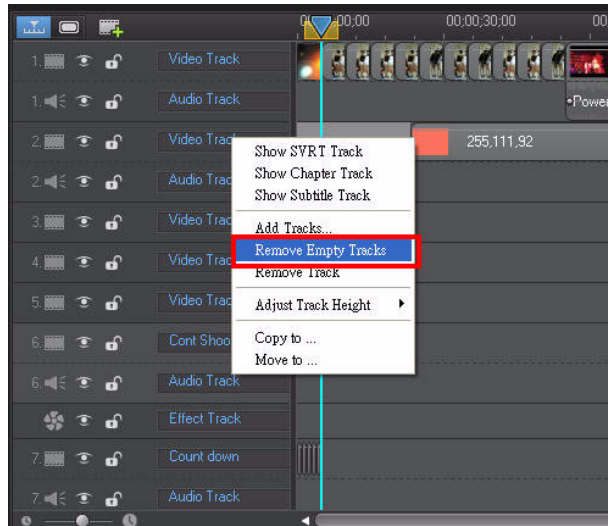 00;00;00;00 00;00;30;00 00
1. Video Track
1. Audio Track
•Power
2. Video Trac
255,111,92
2. Audio Trac
3. Video Trac
4. Video Trac
5. Video Trac
6. Cont Shoo
6. Audio Track
Effect Track
7. Count down
7. Audio Track
Show SVRT Track
Show Chapter Track
Show Subtitle Track
Add Tracks...
Remove Empty Tracks
Remove Track
Adjust Track Height
Copy to ...
Move to ...